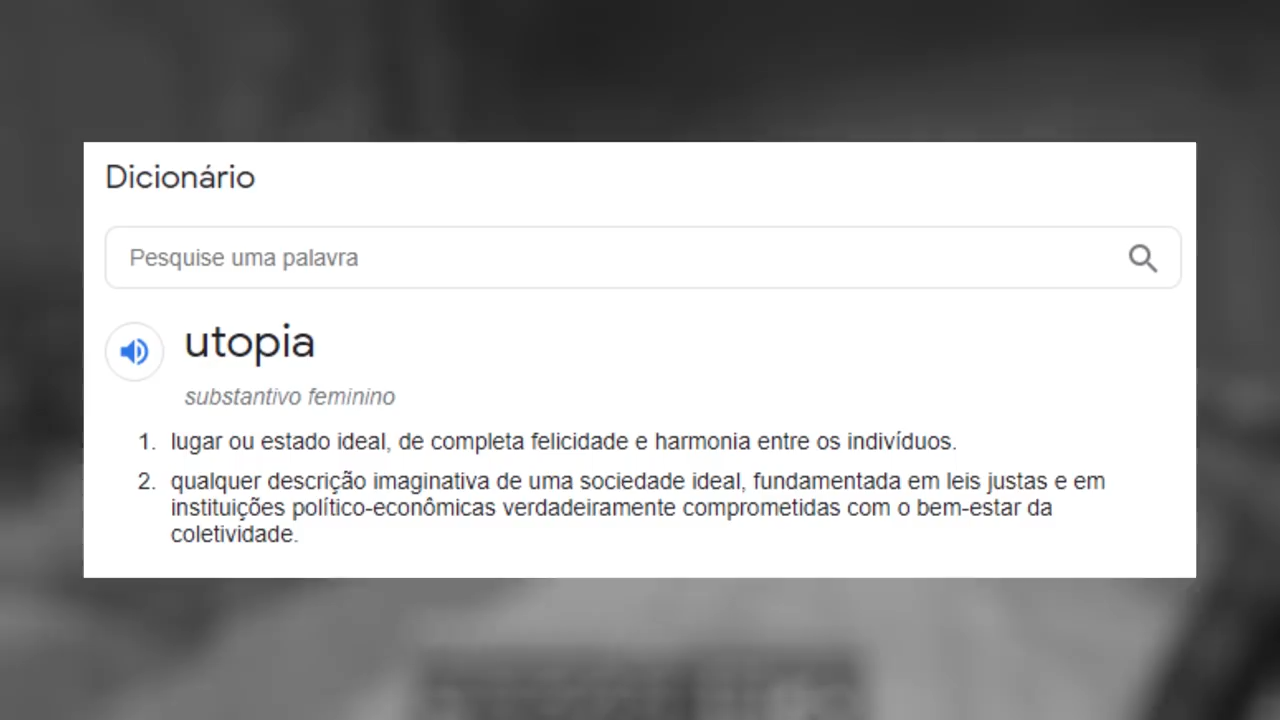 Dicionário
Pesquise uma palavra
utopia
substantivo feminino
1. lugar ou estado ideal, de completa felicidade e harmonia entre os indivíduos.
2. qualquer descrição imaginativa de uma sociedade ideal, fundamentada em leis justas e em
instituições político-econômicas verdadeiramente comprometidas com o bem-estar da
coletividade.